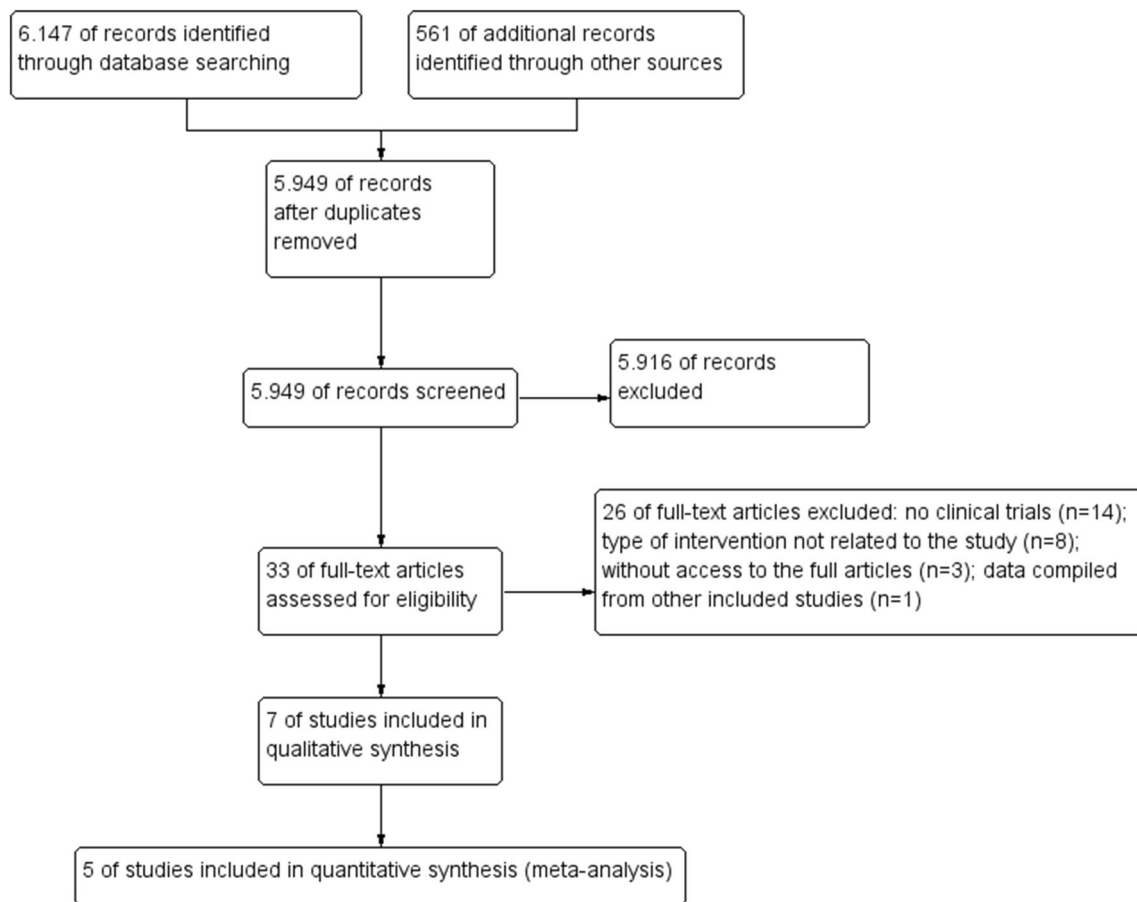 6.147 of records identified
through database searching
561 of additional records
identified through other sources
5.949 of records
after duplicates
removed
5.949 of records screened
5.916 of records
excluded
33 of full-text articles
assessed for eligibility
26 of full-text articles excluded: no clinical trials (n=14);
type of intervention not related to the study (n=8);
without access to the full articles (n=3); data compiled
from other included studies (n=1)
7 of studies included in
qualitative synthesis
5 of studies included in quantitative synthesis (meta-analysis)